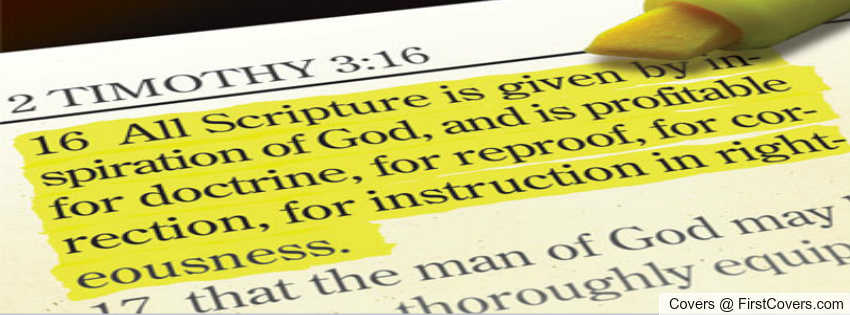 2 TIMOTHY 3:16
16 All Scripture is given by in-
spiration of God, and is profitable
for doctrine, for reproof, for cor-
rection, for instruction in right-
eousness.
17 that the man of God may
thoroughly equip
Covers @ FirstCovers.com